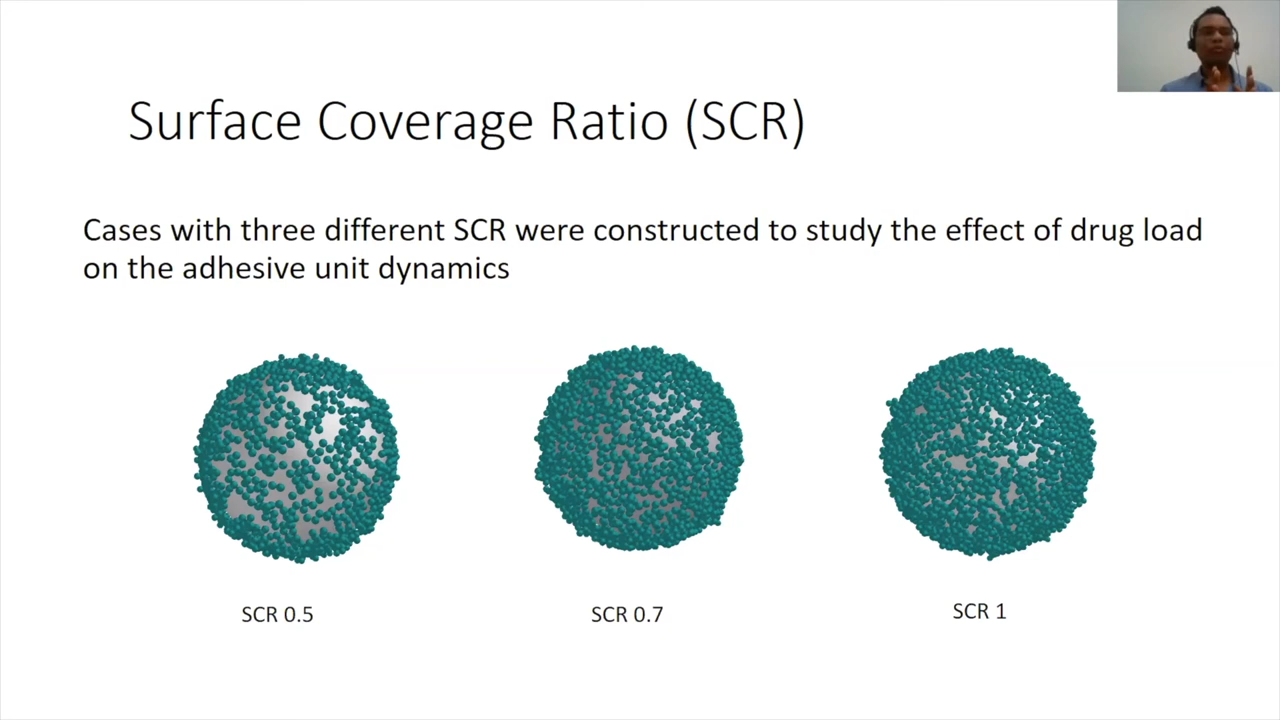 Surface Coverage Ratio (SCR)
Cases with three different SCR were constructed to study the effect of drug load
on the adhesive unit dynamics
SCR 0.5
SCR 0.7
SCR 1